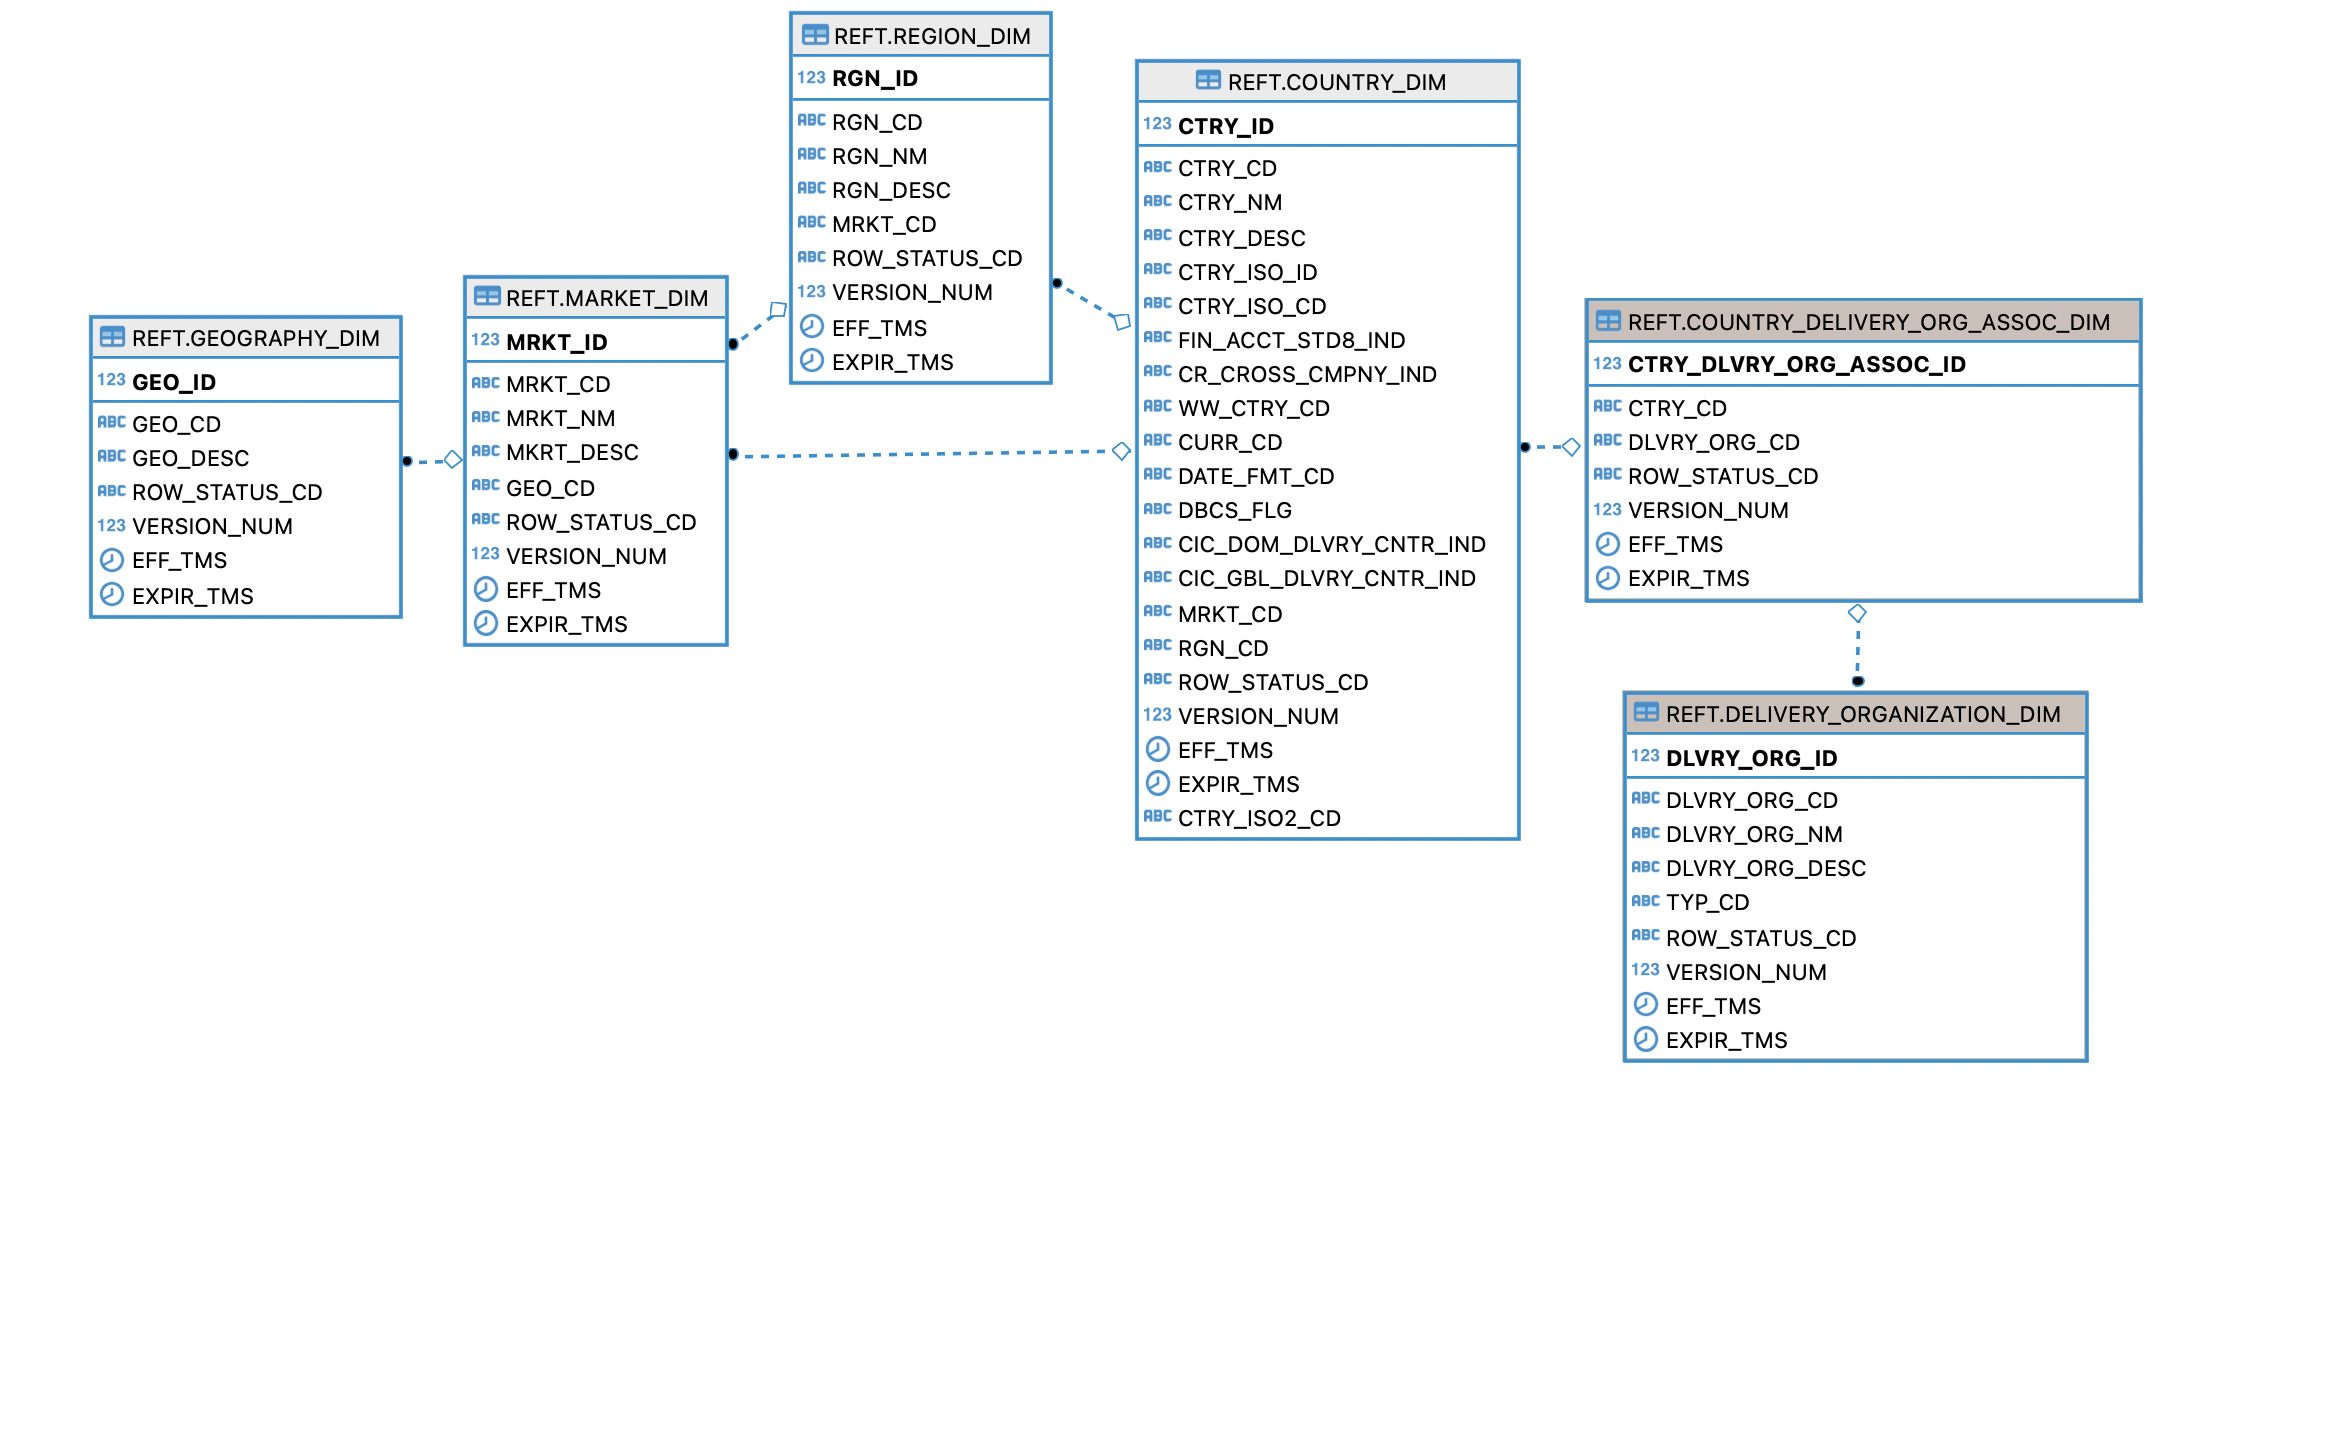 REFT.GEOGRAPHY_DIM
123 GEO_ID
ABC GEO_CD
ABC GEO_DESC
ABC ROW_STATUS_CD
123 VERSION_NUM
EFF_TMS
EXPIR_TMS
REFT.MARKET_DIM
123 MRKT_ID
ABC MRKT_CD
ABC MRKT_NM
ABC MKRT_DESC
ABC GEO_CD
ABC ROW_STATUS_CD
123 VERSION_NUM
EFF_TMS
EXPIR_TMS
REFT.REGION_DIM
123 RGN_ID
ABC RGN_CD
ABC RGN_NM
ABC RGN_DESC
ABC MRKT_CD
ABC ROW_STATUS_CD
123 VERSION_NUM
EFF_TMS
EXPIR_TMS
REFT.COUNTRY_DIM
123 CTRY_ID
ABC CTRY_CD
ABC CTRY_NM
ABC CTRY_DESC
ABC CTRY_ISO_ID
ABC CTRY_ISO_CD
ABC FIN_ACCT_STD8_IND
ABC CR_CROSS_CMPNY_IND
ABC WW_CTRY_CD
ABC CURR_CD
ABC DATE_FMT_CD
ABC DBCS_FLG
ABC CIC_DOM_DLVRY_CNTR_IND
ABC CIC_GBL_DLVRY_CNTR_IND
ABC MRKT_CD
ABC RGN_CD
ABC ROW_STATUS_CD
123 VERSION_NUM
EFF_TMS
EXPIR_TMS
ABC CTRY_ISO2_CD
REFT.COUNTRY_DELIVERY_ORG_ASSOC_DIM
123 CTRY_DLVRY_ORG_ASSOC_ID
ABC CTRY_CD
ABC DLVRY_ORG_CD
ABC ROW_STATUS_CD
123 VERSION_NUM
EFF_TMS
EXPIR_TMS
REFT.DELIVERY_ORGANIZATION_DIM
123 DLVRY_ORG_ID
ABC DLVRY_ORG_CD
ABC DLVRY_ORG_NM
ABC DLVRY_ORG_DESC
ABC TYP_CD
ABC ROW_STATUS_CD
123 VERSION_NUM
EFF_TMS
EXPIR_TMS